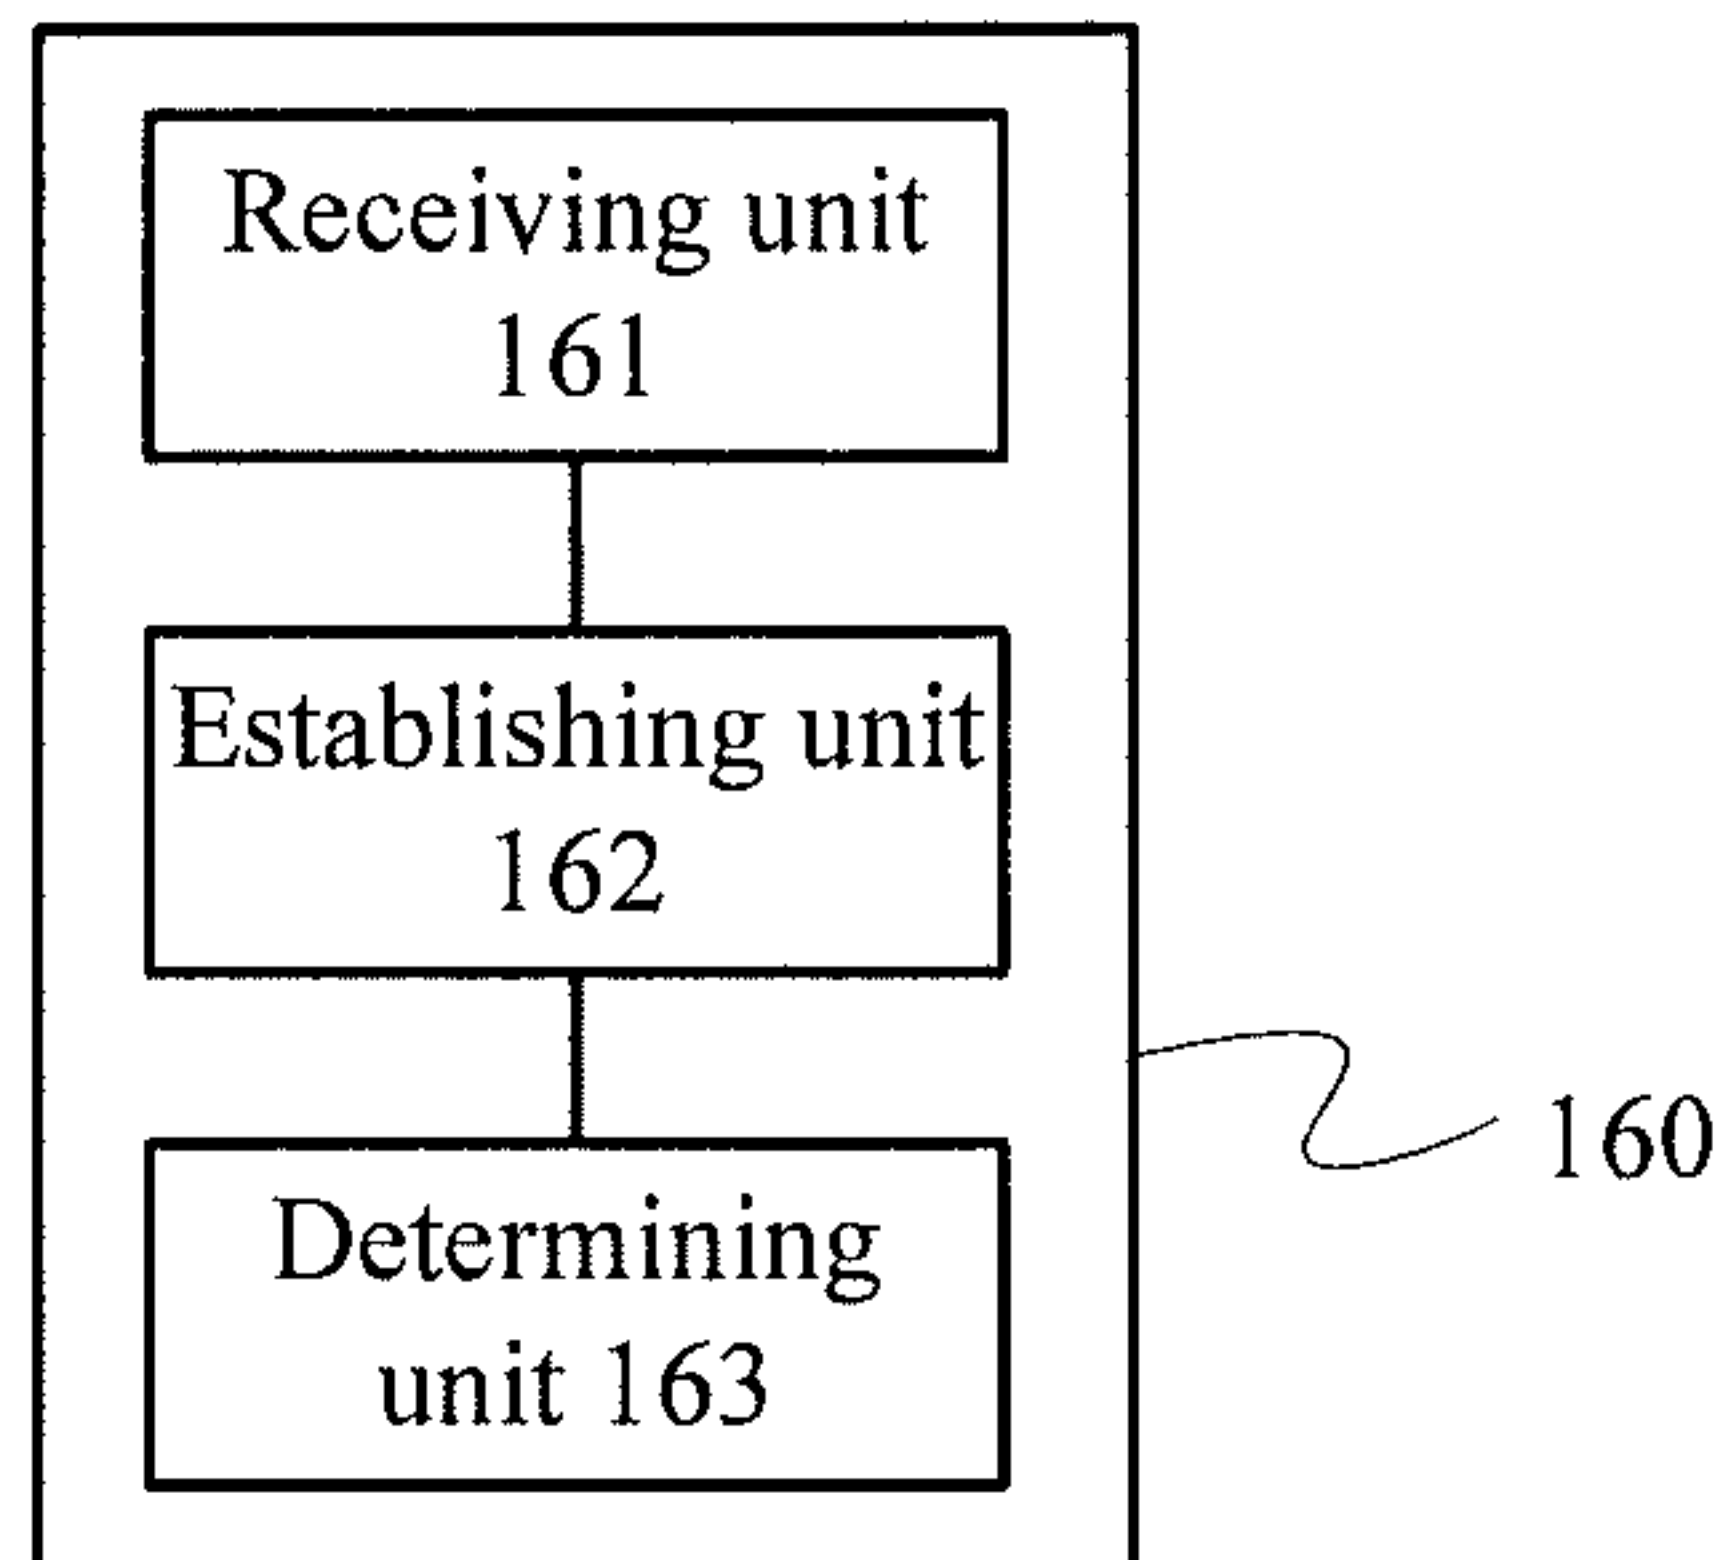 Receiving unit
161
Establishing unit
162
Determining
unit 163
160